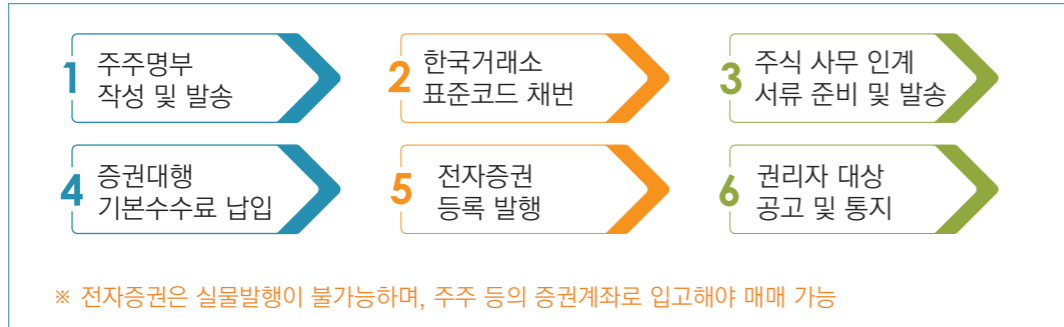 1 주주명부
작성 및 발송
2 한국거래소
표준코드 채번
3 주식 사무 인계
서류 준비 및 발송
4 증권대행
기본수수료 납입
5 전자증권
등록 발행
6 권리자 대상
공고 및 통지
※ 전자증권은 실물발행이 불가능하며, 주주 등의 증권계좌로 입고해야 매매 가능